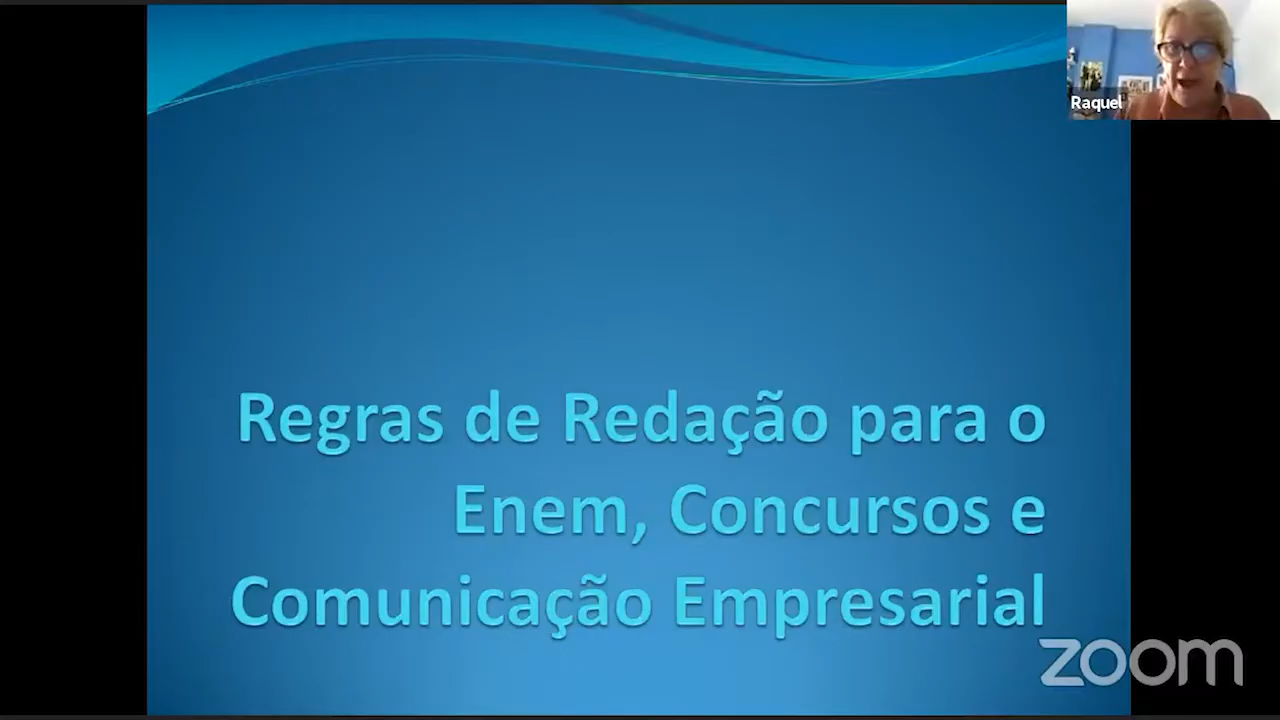 Raquel
Regras de Redação para o
Enem, Concursos e
Comunicação Empresarial
zoom